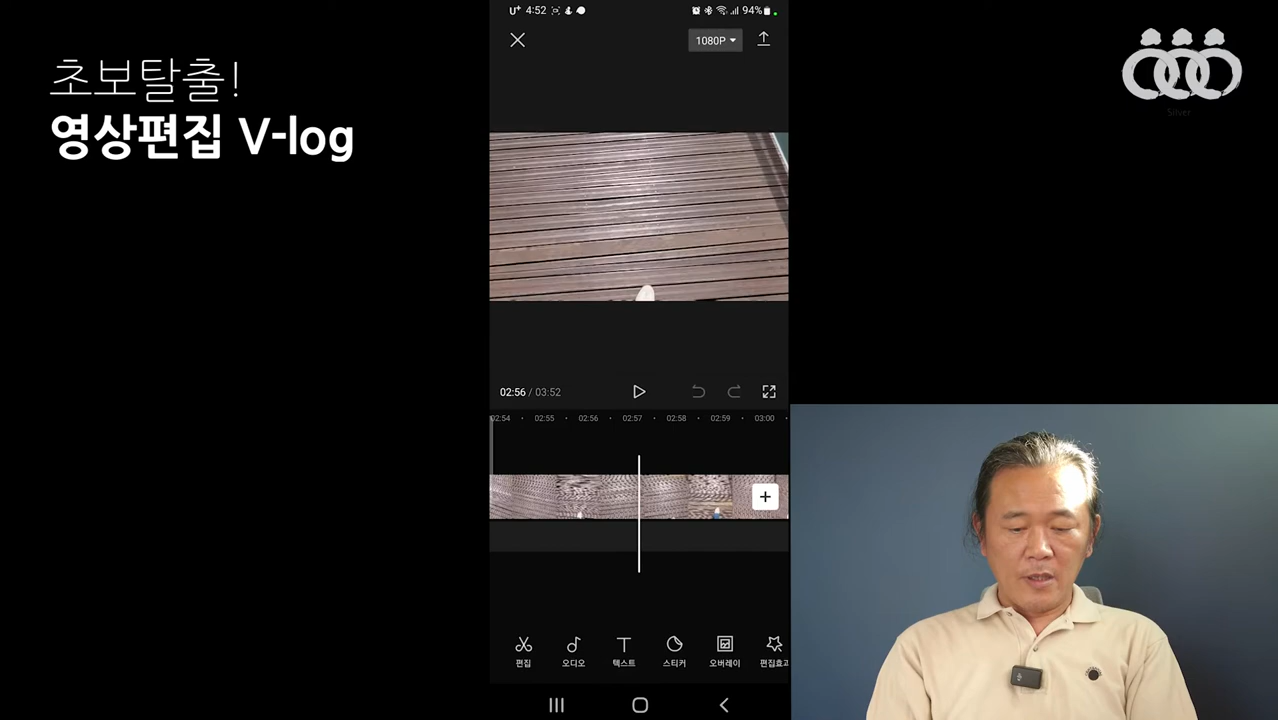 초보탈출!
영상편집 V-log
U+ 4:52
94%
1080P
Silver
02:56 / 03:52
02:54 02:55 02:56 02:57 02:58 02:59 03:00
편집 오디오 텍스트 스티커 오버레이 편집효과